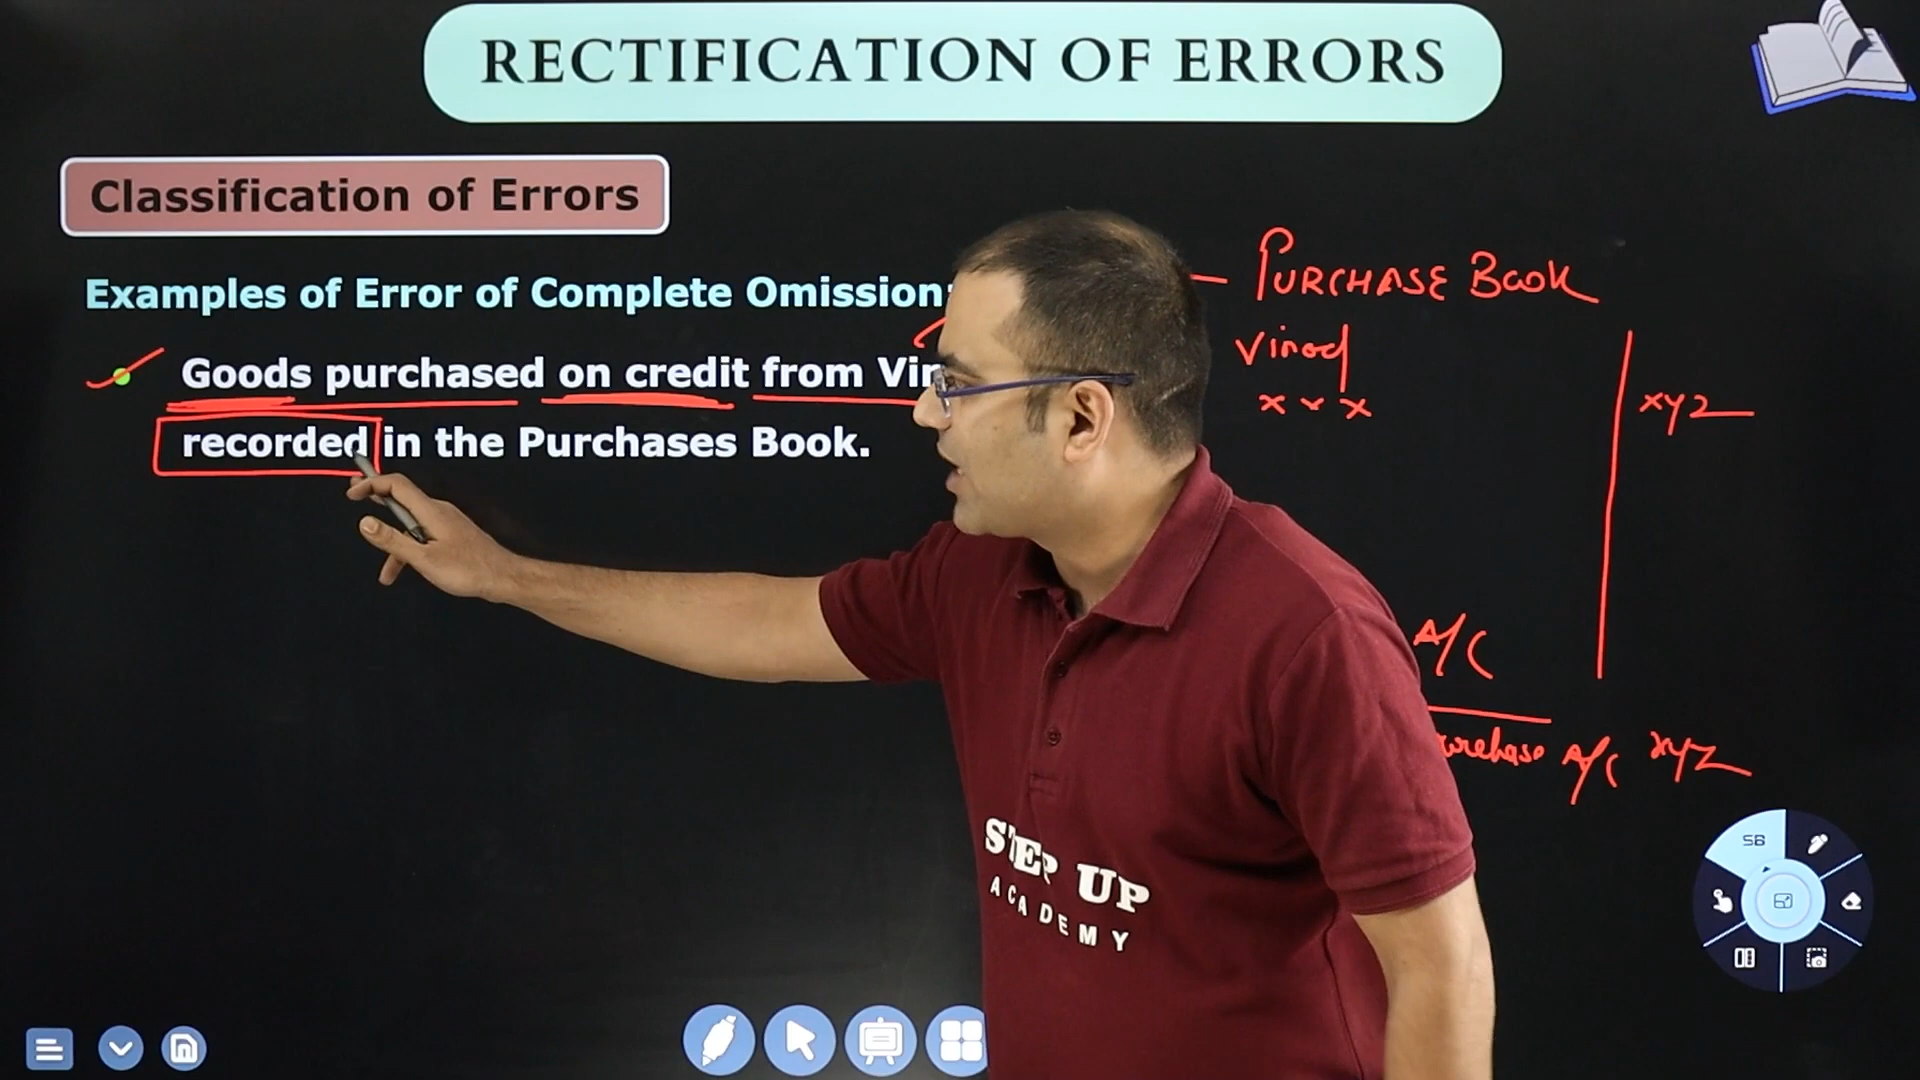 RECTIFICATION OF ERRORS
Classification of Errors
Examples of Error of Complete Omission:
Goods purchased on credit from
recorded in the Purchases Book.
PURCHASE BOOK
Vinod
x x x
xyz
A/C
A/C xyz
STEP UP
ACADEMY
SB